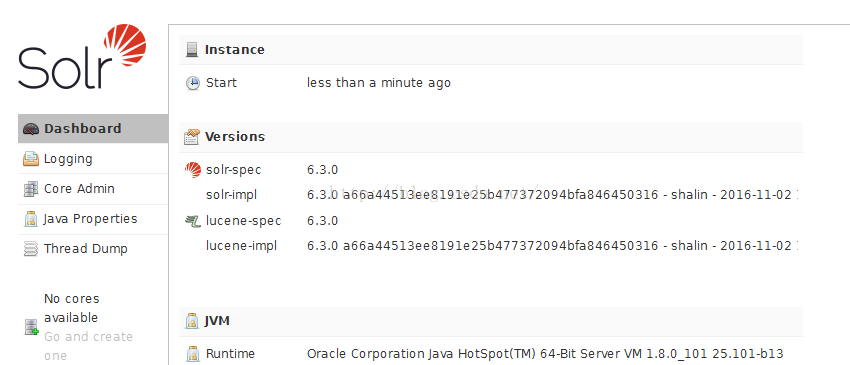 Solr
Dashboard
Logging
Core Admin
Java Properties
Thread Dump
No cores
available
Go and create
one
Instance
Start less than a minute ago
Versions
solr-spec 6.3.0
solr-impl 6.3.0 a66a44513ee8191e25b477372094bfa846450316 - shalin - 2016-11-02
lucene-spec 6.3.0
lucene-impl 6.3.0 a66a44513ee8191e25b477372094bfa846450316 - shalin - 2016-11-02
JVM
Runtime Oracle Corporation Java HotSpot(TM) 64-Bit Server VM 1.8.0_101 25.101-b13